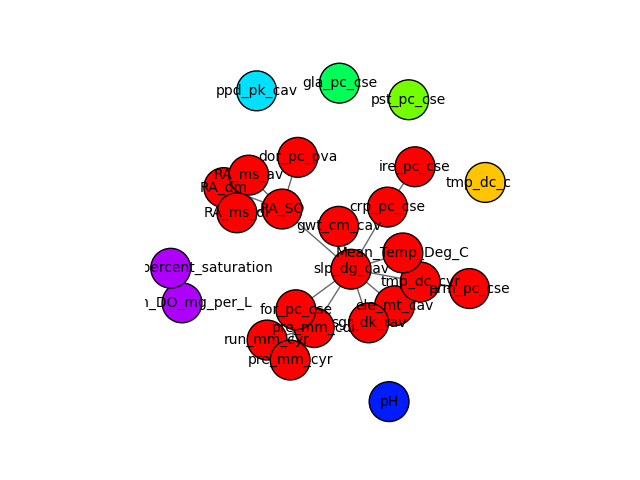 gla_pc_cse
ppd_pk_cav
pst_pc_cse
dor_pc_pva
ire_pc_cse
RA_ms_av
tmp_dc_c
RA_dm
crp_pc_cse
RA_SO
RA_ms_di
gwt_cm_cav
Mean_Temp_Deg_C
percent_saturation
slp_dg_cav
tmp_dc_cyr
prm_pc_cse
n_DO_mg_per_L
ele_mt_cav
for_pc_cse
sgr_dk_rav
pre_mm_cdi
run_mm_cyr
pre_mm_cyr
pH